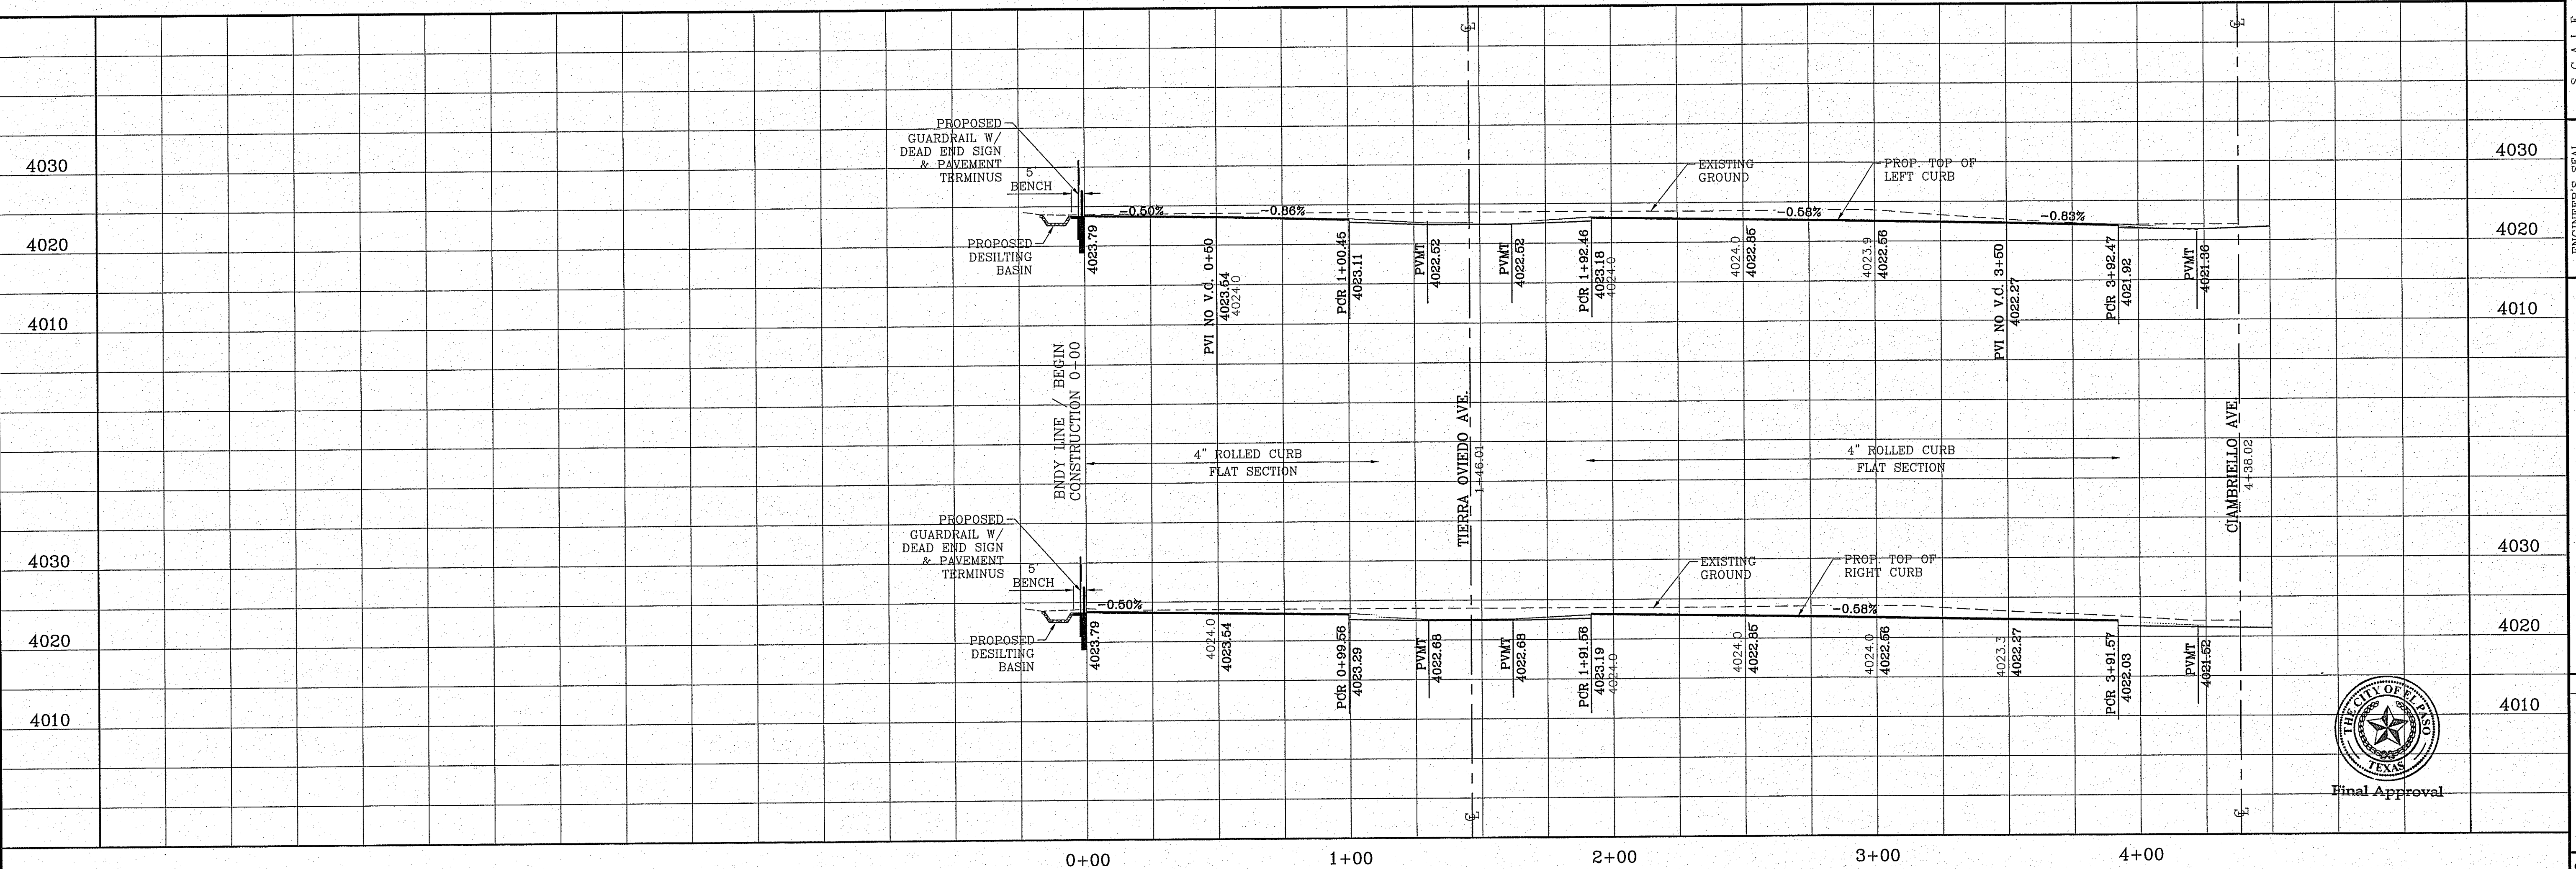 ℄
℄
4030
4020
4010
PROPOSED
GUARDRAIL W/
DEAD END SIGN
& PAVEMENT
TERMINUS
5'
BENCH
PROPOSED
DESILTING
BASIN
-0.50%
-0.86%
EXISTING
GROUND
PROP. TOP OF
LEFT CURB
-0.58%
-0.83%
4030
4020
4010
4023.79
PVI NO V.C. 0+50
4023.54
4024.0
PCR 1+00.45
4023.11
PVMT
4022.52
PVMT
4022.52
PCR 1+92.46
4023.18
4024.0
4024.0
4022.85
4023.9
4022.56
PVI NO V.C. 3+50
4022.27
PCR 3+92.47
4021.92
PVMT
4021.36
BNDY LINE / BEGIN
CONSTRUCTION 0-00
4" ROLLED CURB
FLAT SECTION
TIERRA OVIEDO AVE.
1+46.01
4" ROLLED CURB
FLAT SECTION
CIAMBRIELLO AVE.
4+38.02
4030
4020
4010
PROPOSED
GUARDRAIL W/
DEAD END SIGN
& PAVEMENT
TERMINUS
5'
BENCH
PROPOSED
DESILTING
BASIN
-0.50%
EXISTING
GROUND
PROP. TOP OF
RIGHT CURB
-0.58%
4030
4020
4010
4023.79
4024.0
4023.54
PCR 0+99.56
4023.29
PVMT
4022.68
PVMT
4022.68
PCR 1+91.56
4023.19
4024.0
4024.0
4022.85
4024.0
4022.56
4023.3
4022.27
PCR 3+91.57
4022.03
PVMT
4021.52
℄
℄
THE CITY OF EL PASO
TEXAS
Final Approval
0+00
1+00
2+00
3+00
4+00